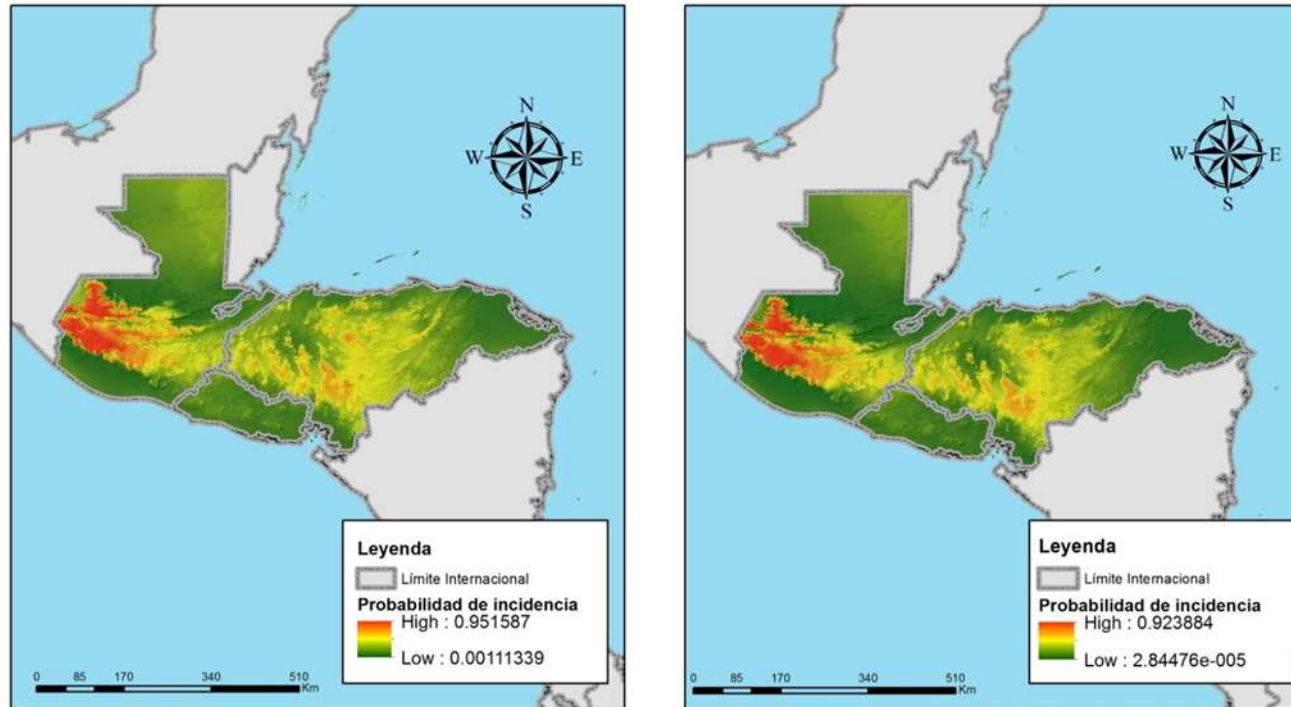 N
W E
S
Leyenda
Límite Internacional
Probabilidad de incidencia
High : 0.951587
Low : 0.00111339
0 85 170 340 510
Km
N
W E
S
Leyenda
Límite Internacional
Probabilidad de incidencia
High : 0.923884
Low : 2.84476e-005
0 85 170 340 510
Km